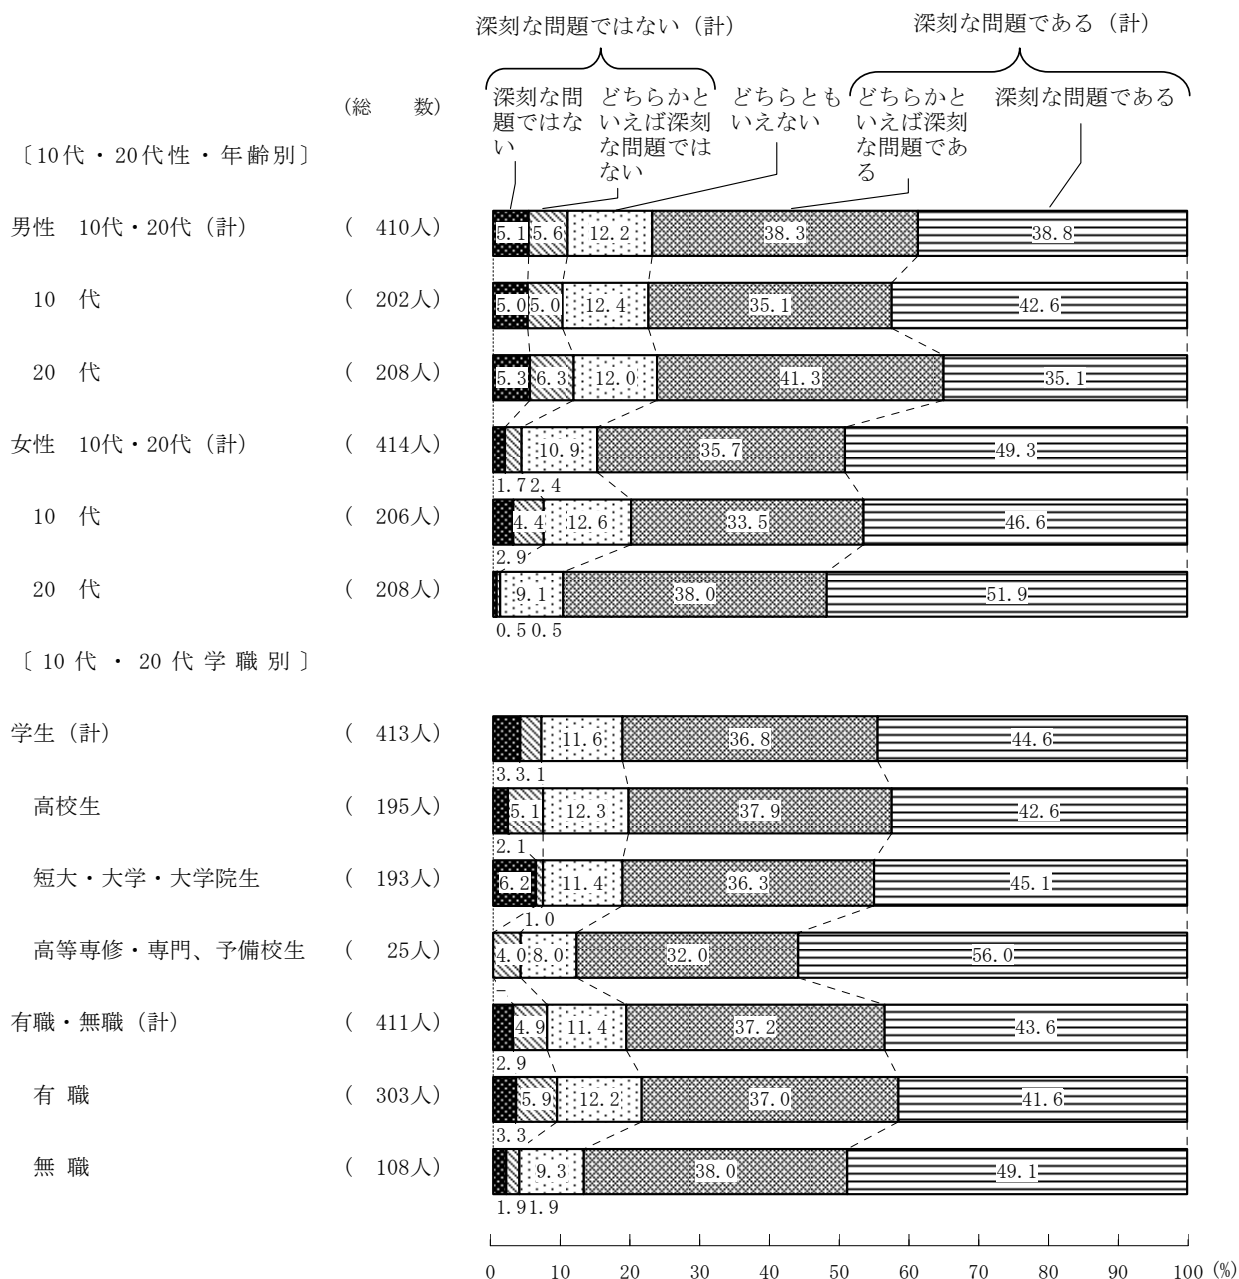 深刻な問題ではない（計）
深刻な問題である（計）
（総　　数）
深刻な問
題ではな
い
どちらかと
いえば深刻
な問題では
ない
どちらとも
いえない
どちらかと
いえば深刻
な問題であ
る
深刻な問題である
〔10代・20代性・年齢別〕
男性　10代・20代（計）　（　410人）　5.1　5.6　12.2　38.3　38.8
10　代　（　202人）　5.0　5.0　12.4　35.1　42.6
20　代　（　208人）　5.3　6.3　12.0　41.3　35.1
女性　10代・20代（計）　（　414人）　10.9　35.7　49.3
1.7　2.4
10　代　（　206人）　4.4　12.6　33.5　46.6
2.9
20　代　（　208人）　9.1　38.0　51.9
0.5　0.5
〔10代・20代学職別〕
学生（計）　（　413人）　11.6　36.8　44.6
3.3.1
高校生　（　195人）　5.1　12.3　37.9　42.6
2.1
短大・大学・大学院生　（　193人）　6.2　11.4　36.3　45.1
1.0
高等専修・専門、予備校生　（　25人）　4.0　8.0　32.0　56.0
－
有職・無職（計）　（　411人）　4.9　11.4　37.2　43.6
2.9
有 職　（　303人）　5.9　12.2　37.0　41.6
3.3
無 職　（　108人）　9.3　38.0　49.1
1.9　1.9
0　10　20　30　40　50　60　70　80　90　100 (%)